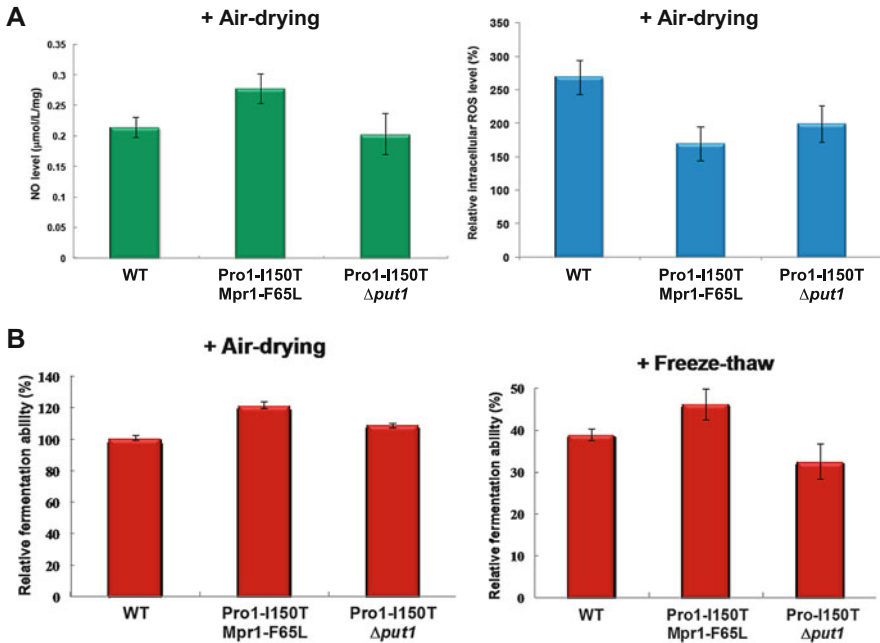 A
+ Air-drying
NO level (μmol/L/mg)
0.35
0.3
0.25
0.2
0.15
0.1
0.05
0
WT
Pro1-I150T
Mpr1-F65L
Pro1-I150T
Δput1
+ Air-drying
Relative intracellular ROS level (%)
350
300
250
200
150
100
50
0
WT
Pro1-I150T
Mpr1-F65L
Pro1-I150T
Δput1
B
+ Air-drying
Relative fermentation ability (%)
140
120
100
80
60
40
20
0
WT
Pro1-I150T
Mpr1-F65L
Pro1-I150T
Δput1
+ Freeze-thaw
Relative fermentation ability (%)
50
40
30
20
10
0
WT
Pro1-I150T
Mpr1-F65L
Pro-I150T
Δput1